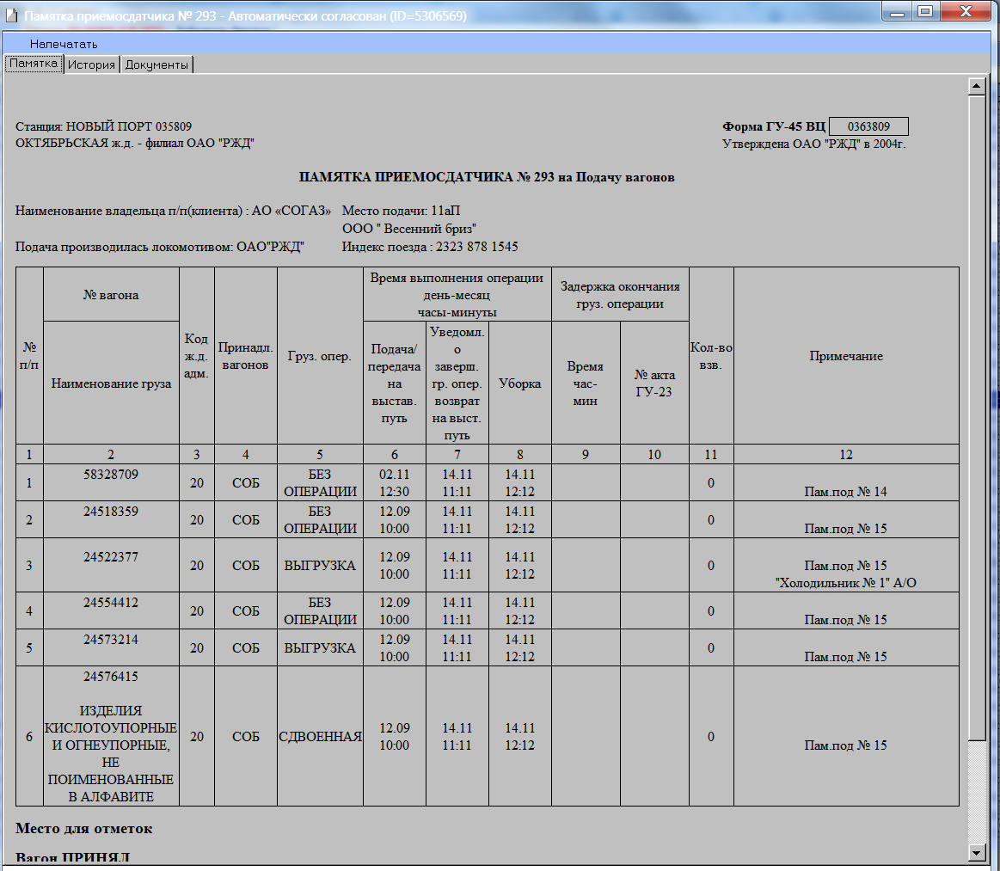 Памятка приемосдатчика № 293 - Автоматически согласован (ID=5306569)
Напечатать
Памятка История Документы
Станция: НОВЫЙ ПОРТ 035809
Форма ГУ-45 ВЦ 0363809
ОКТЯБРЬСКАЯ ж.д. - филиал ОАО "РЖД"
Утверждена ОАО "РЖД" в 2004г.
ПАМЯТКА ПРИЕМОСДАТЧИКА № 293 на Подачу вагонов
Наименование владельца п/п(клиента) : АО «СОГАЗ» Место подачи: 11аП
ООО " Весенний бриз"
Подача производилась локомотивом: ОАО"РЖД" Индекс поезда : 2323 878 1545
№
п/п
№ вагона
Наименование груза
Код
ж.д.
адм.
Принадл.
вагонов
Груз. опер.
Время выполнения операции
день-месяц
часы-минуты
Подача/
передача
на
выстав.
путь
Уведомл.
о
заверш.
гр. опер.
возврат
на выст.
путь
Уборка
Задержка окончания
груз. операции
Время
час-
мин
№ акта
ГУ-23
Кол-во
взв.
Примечание
1 2 3 4 5 6 7 8 9 10 11 12
1
58328709
20
СОБ
БЕЗ
ОПЕРАЦИИ
02.11
12:30
14.11
11:11
14.11
12:12
0
Пам.под № 14
2
24518359
20
СОБ
БЕЗ
ОПЕРАЦИИ
12.09
10:00
14.11
11:11
14.11
12:12
0
Пам.под № 15
3
24522377
20
СОБ
ВЫГРУЗКА
12.09
10:00
14.11
11:11
14.11
12:12
0
Пам.под № 15
"Холодильник № 1" А/О
4
24554412
20
СОБ
БЕЗ
ОПЕРАЦИИ
12.09
10:00
14.11
11:11
14.11
12:12
0
Пам.под № 15
5
24573214
20
СОБ
ВЫГРУЗКА
12.09
10:00
14.11
11:11
14.11
12:12
0
Пам.под № 15
6
24576415
ИЗДЕЛИЯ
КИСЛОТОУПОРНЫЕ
И ОГНЕУПОРНЫЕ,
НЕ
ПОИМЕНОВАННЫЕ
В АЛФАВИТЕ
20
СОБ
СДВОЕННАЯ
12.09
10:00
14.11
11:11
14.11
12:12
0
Пам.под № 15
Место для отметок
Вагон ПРИНЯЛ